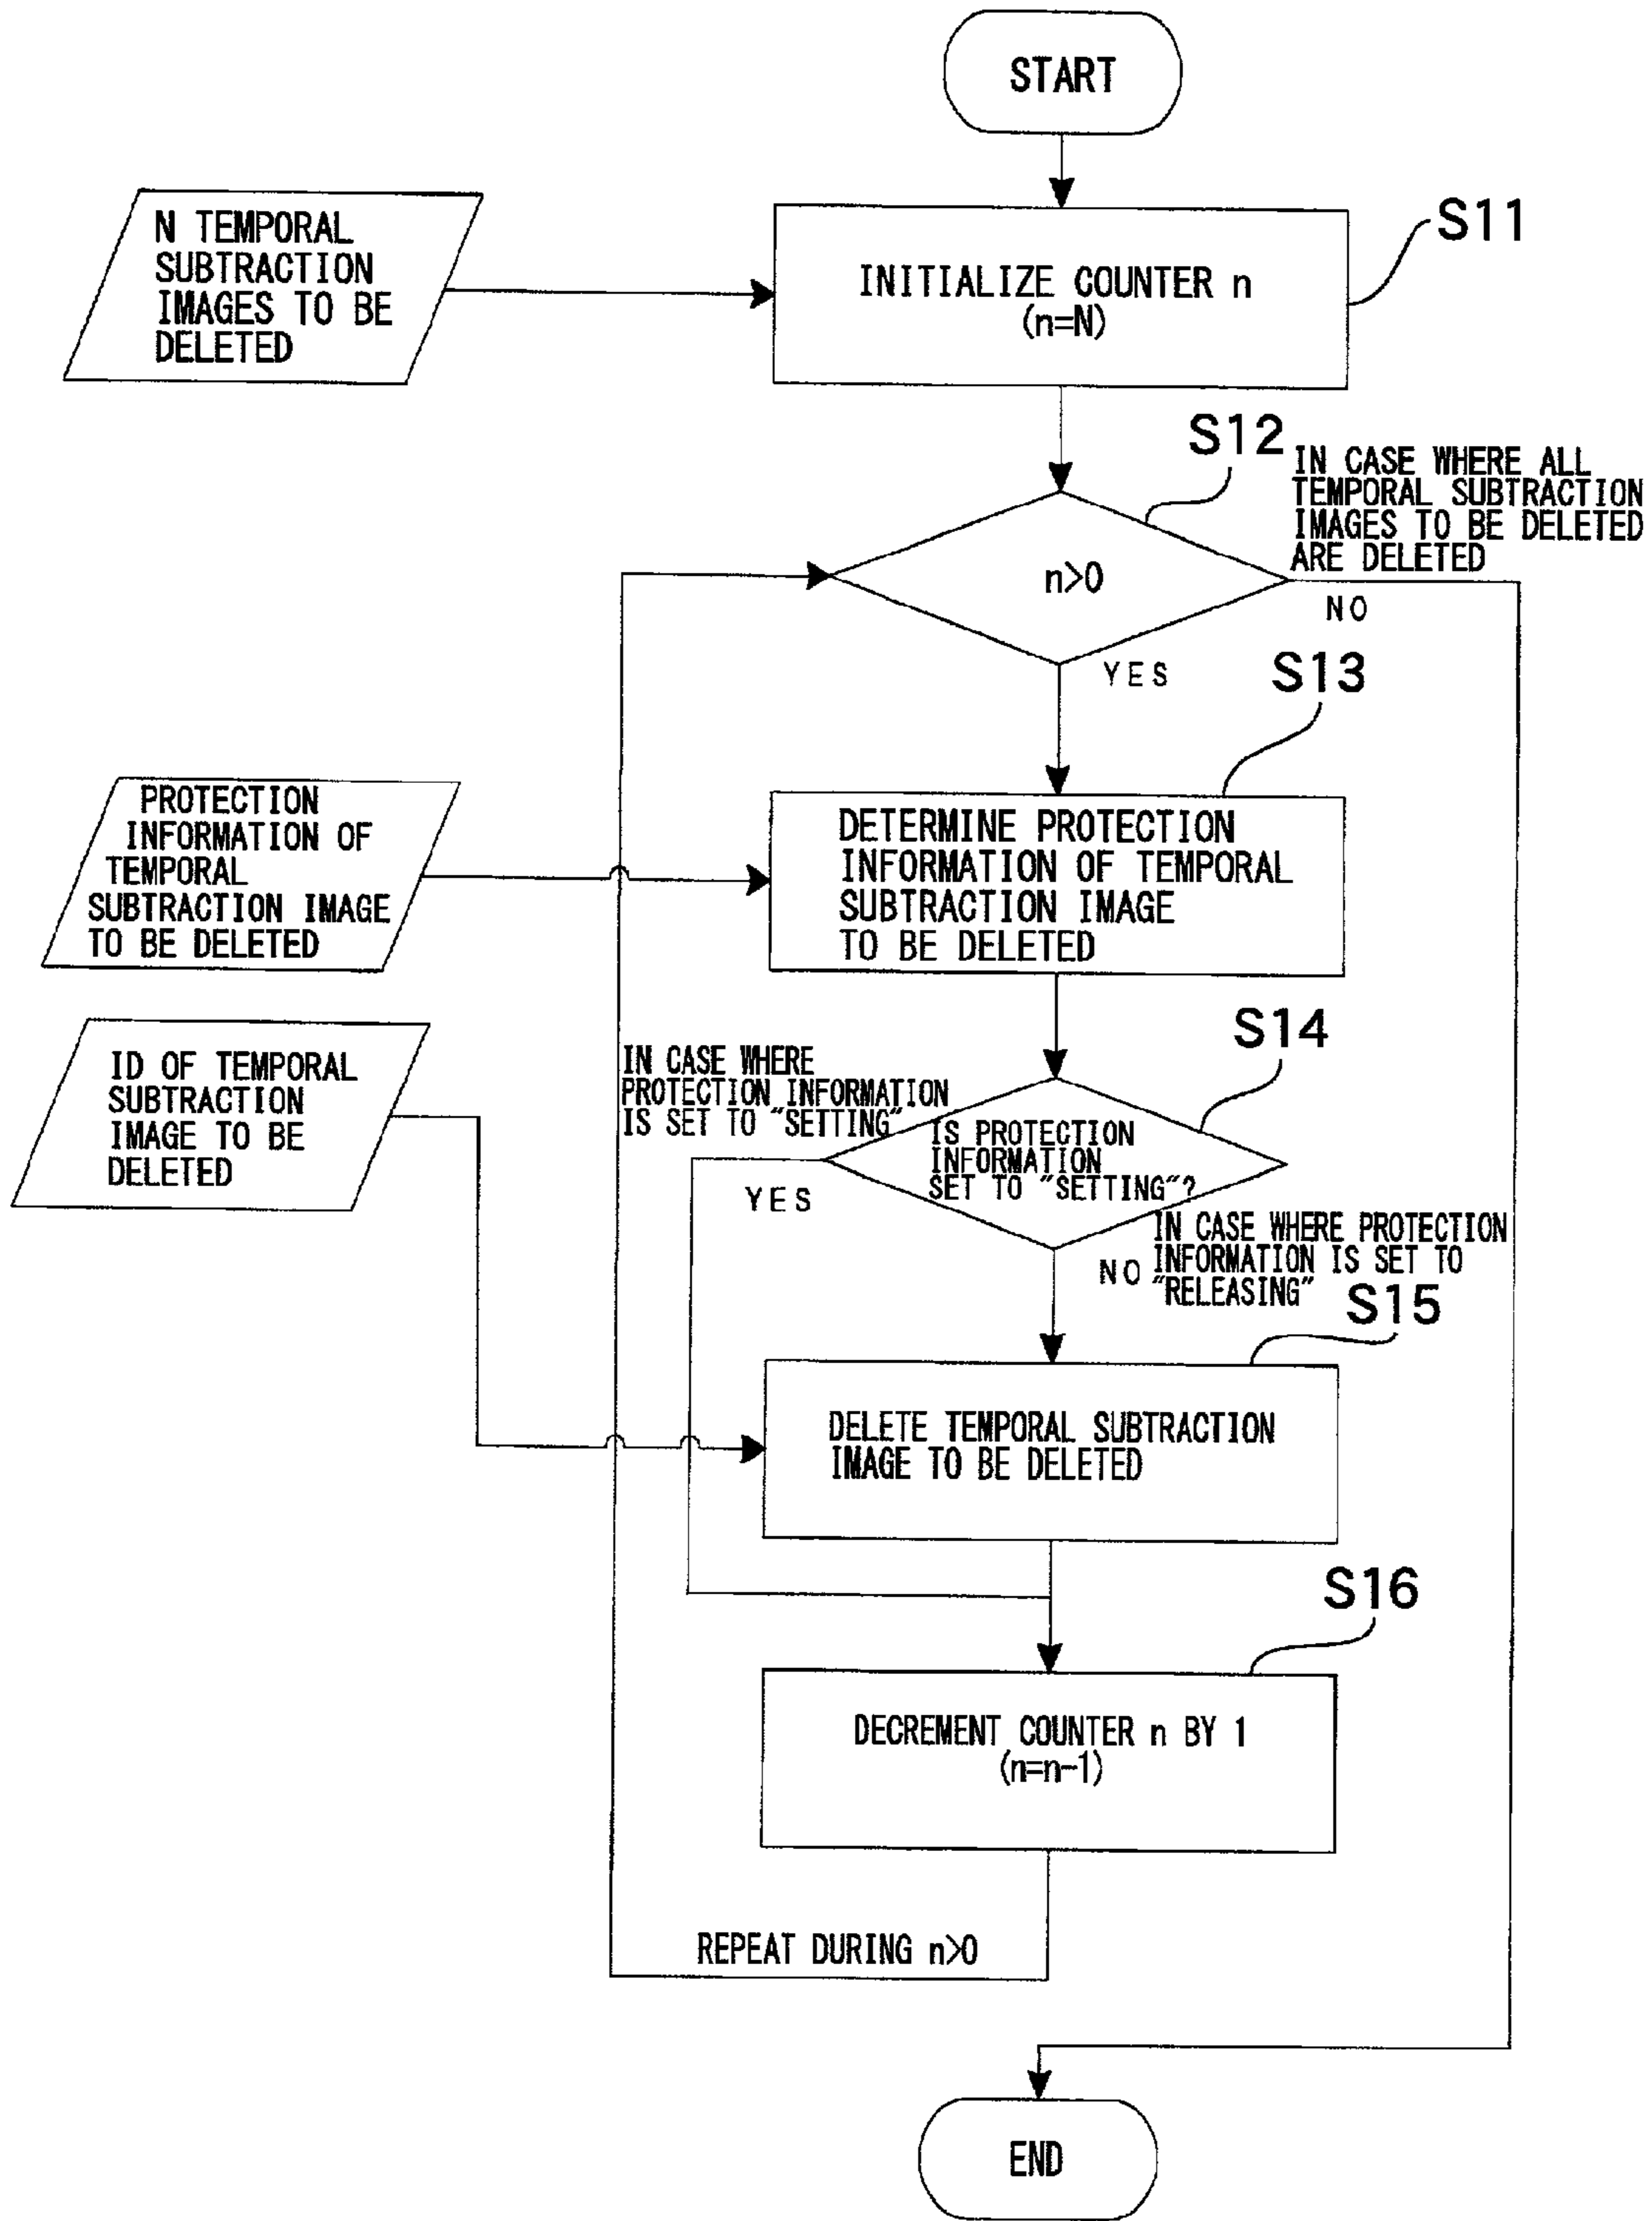 START
N TEMPORAL
SUBTRACTION
IMAGES TO BE
DELETED
INITIALIZE COUNTER n
(n=N)
S11
S12
IN CASE WHERE ALL
TEMPORAL SUBTRACTION
IMAGES TO BE DELETED
ARE DELETED
n>0
NO
YES
S13
PROTECTION
INFORMATION OF
TEMPORAL
SUBTRACTION IMAGE
TO BE DELETED
DETERMINE PROTECTION
INFORMATION OF TEMPORAL
SUBTRACTION IMAGE
TO BE DELETED
S14
ID OF TEMPORAL
SUBTRACTION
IMAGE TO BE
DELETED
IN CASE WHERE
PROTECTION INFORMATION
IS SET TO "SETTING"
IS PROTECTION
INFORMATION
SET TO "SETTING"?
YES
NO
IN CASE WHERE PROTECTION
INFORMATION IS SET TO
"RELEASING"
S15
DELETE TEMPORAL SUBTRACTION
IMAGE TO BE DELETED
S16
DECREMENT COUNTER n BY 1
(n=n-1)
REPEAT DURING n>0
END